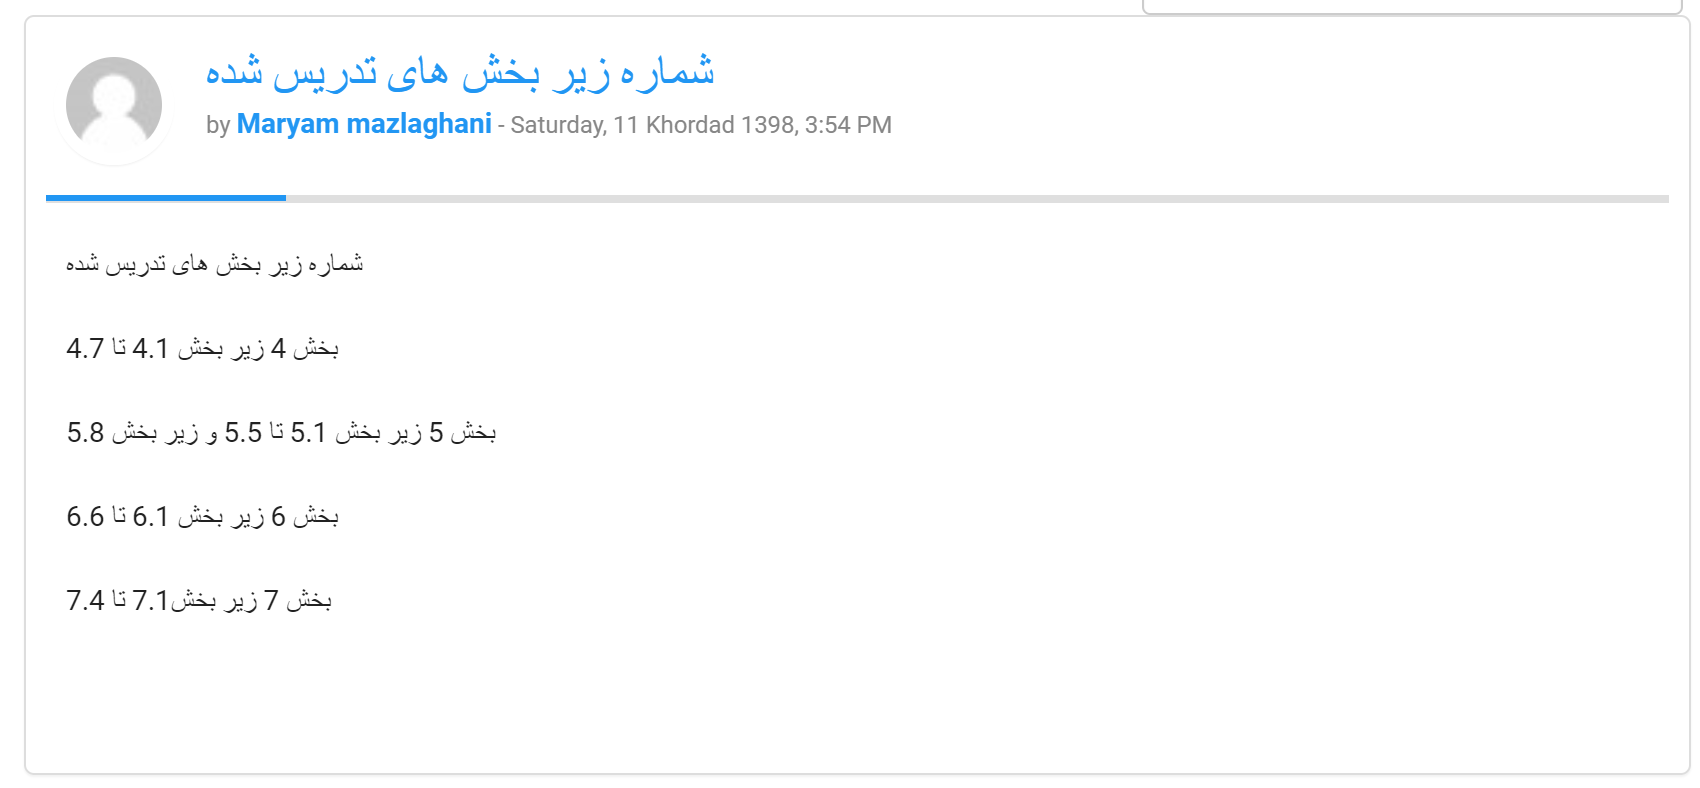 شماره زیر بخش های تدریس شده
by Maryam mazlaghani - Saturday, 11 Khordad 1398, 3:54 PM
شماره زیر بخش های تدریس شده
بخش 4 زیر بخش 4.1 تا 4.7
بخش 5 زیر بخش 5.1 تا 5.5 و زیر بخش 5.8
بخش 6 زیر بخش 6.1 تا 6.6
بخش 7 زیر بخش7.1 تا 7.4